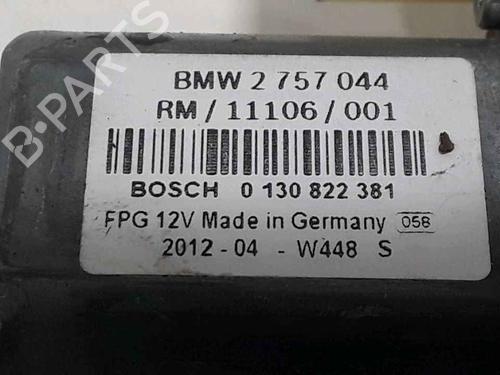 BMW 2 757 044
RM / 11106 / 001
BOSCH 0 130 822 381
FPG 12V Made in Germany 058
2012 - 04 - W448 S